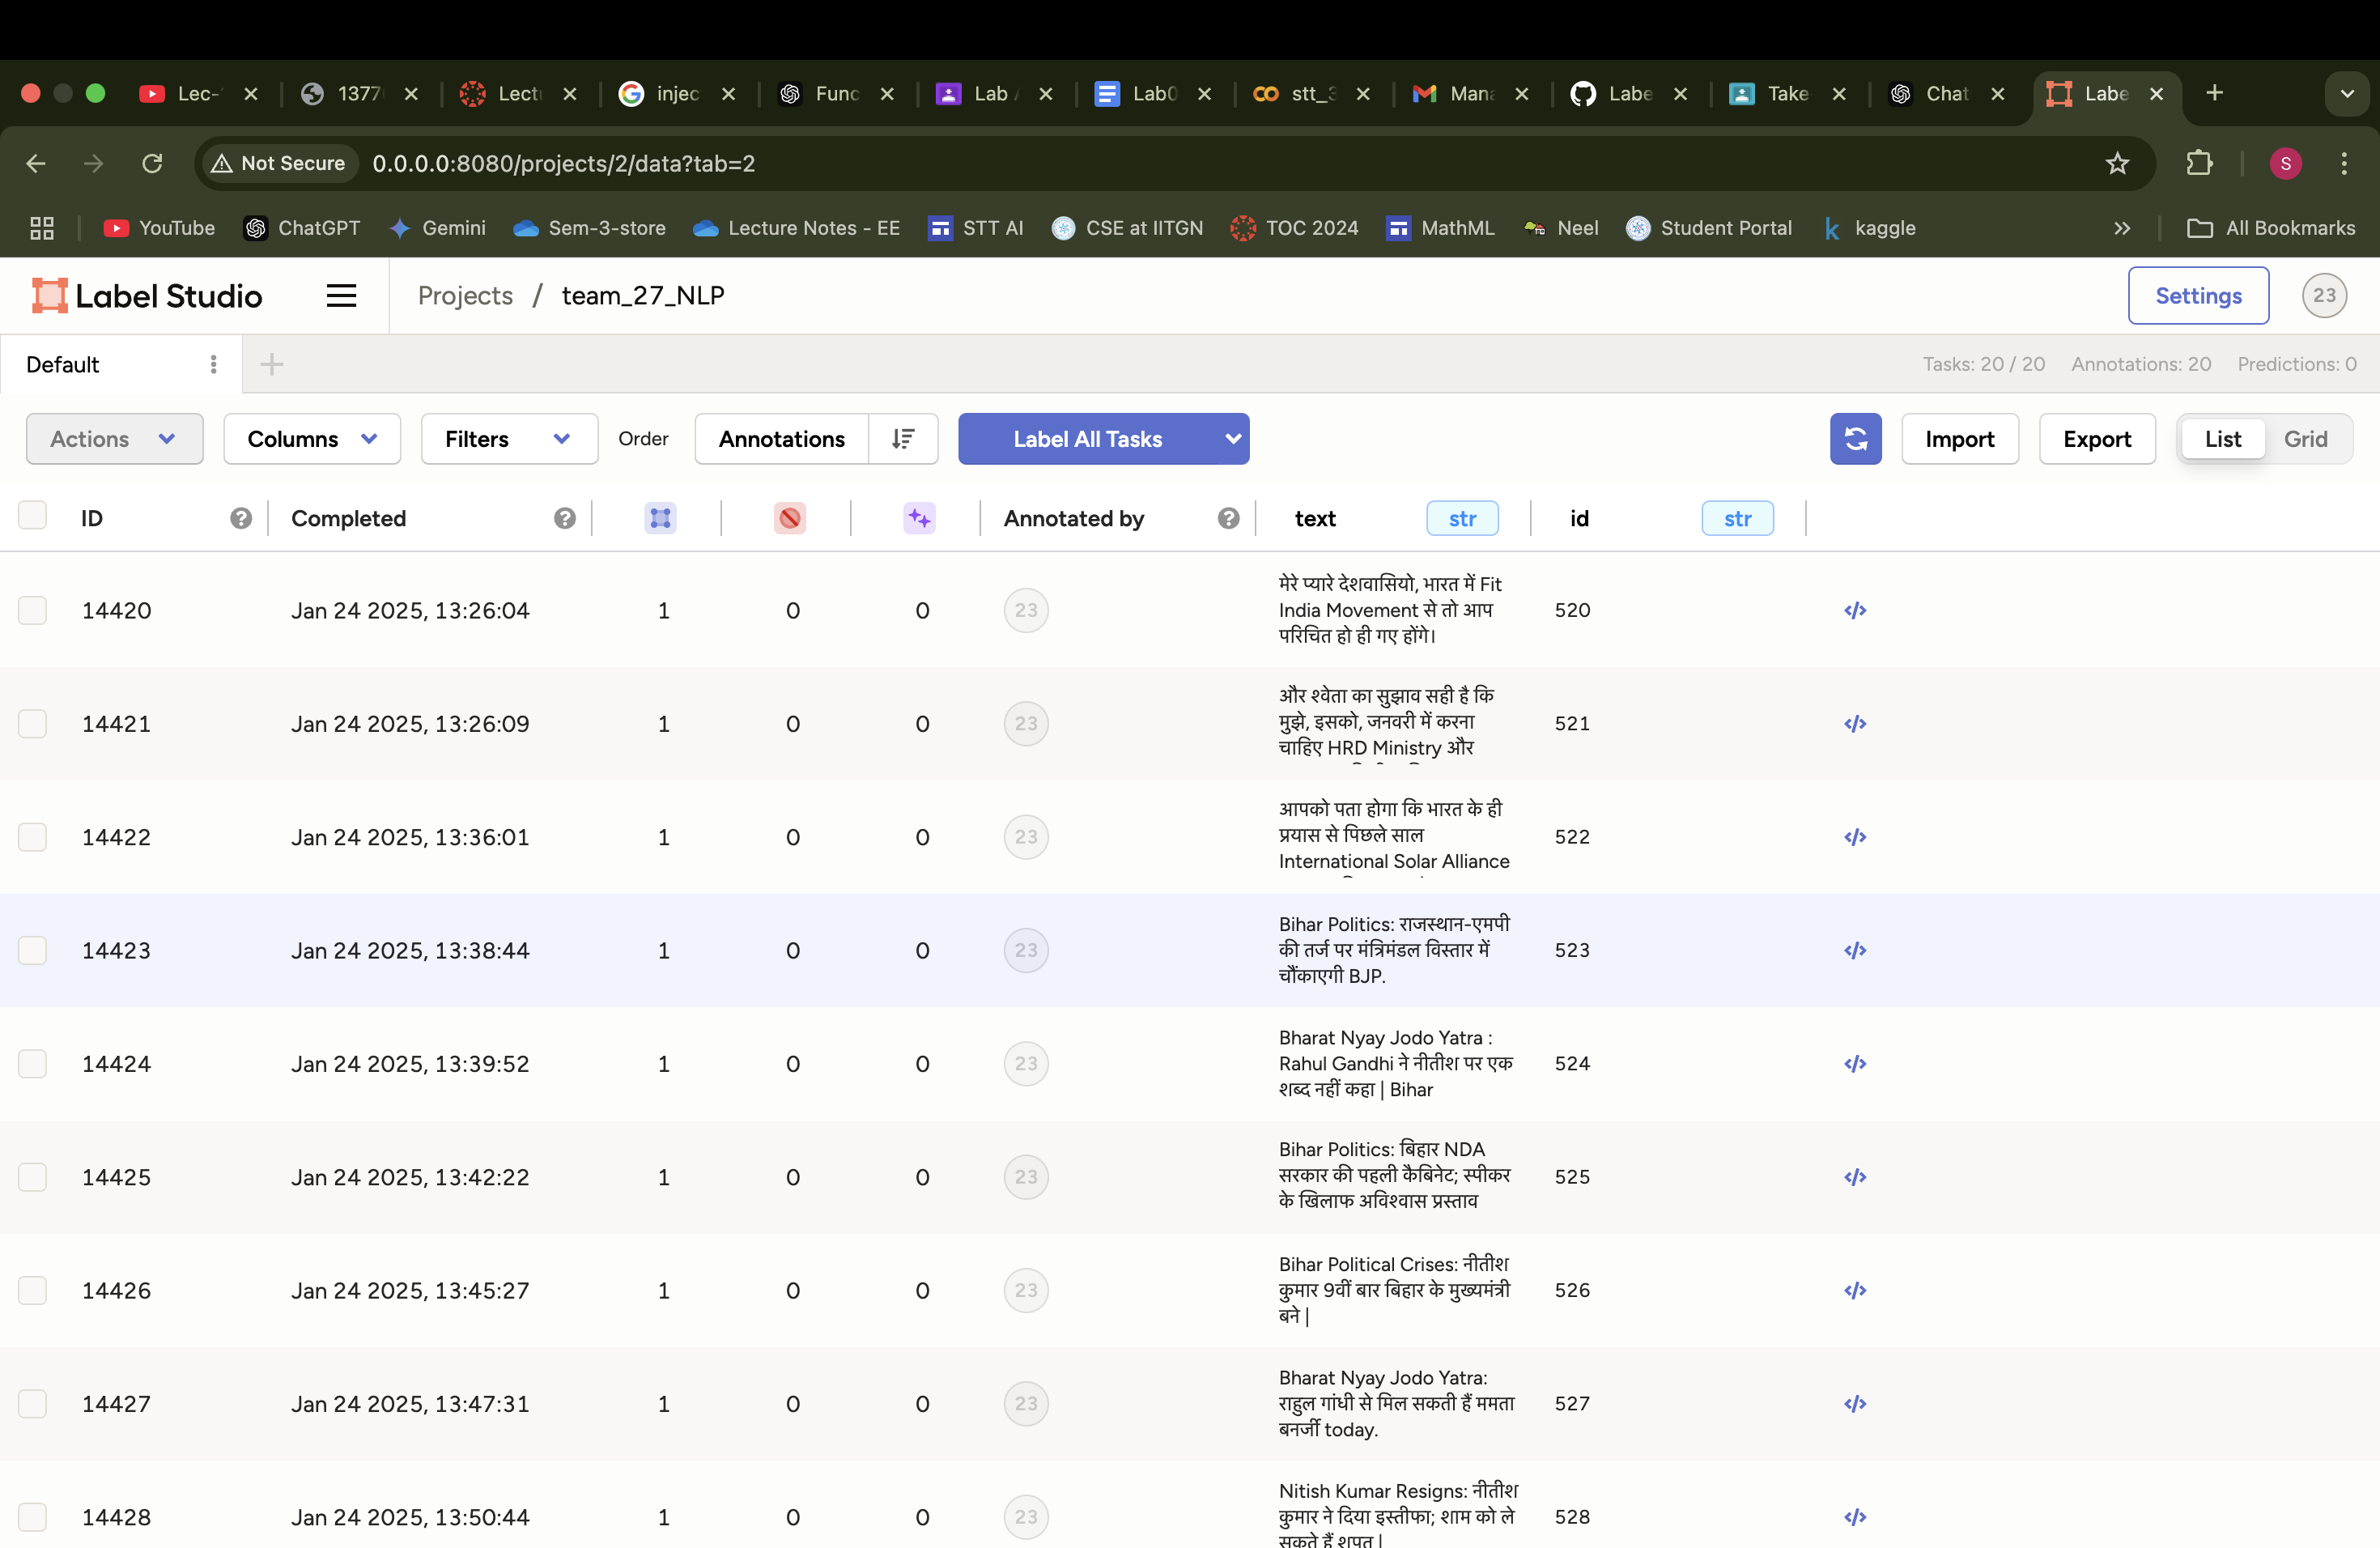 Lec-
1377
Lect
injec
Func
Lab
Lab0
stt_3
Mana
Labe
Take
Chat
Labe
Not Secure 0.0.0.0:8080/projects/2/data?tab=2 S
YouTube ChatGPT Gemini Sem-3-store Lecture Notes - EE STT AI CSE at IITGN TOC 2024 MathML Neel Student Portal kaggle All Bookmarks
Label Studio Projects / team_27_NLP Settings 23
Default Tasks: 20 / 20 Annotations: 20 Predictions: 0
Actions Columns Filters Order Annotations Label All Tasks Import Export List Grid
ID Completed Annotated by text str id str
14420 Jan 24 2025, 13:26:04 1 0 0 23
मेरे प्यारे देशवासियो, भारत में Fit
India Movement से तो आप
परिचित हो ही गए होंगे।
520
14421 Jan 24 2025, 13:26:09 1 0 0 23
और श्वेता का सुझाव सही है कि
मुझे, इसको, जनवरी में करना
चाहिए HRD Ministry और
521
14422 Jan 24 2025, 13:36:01 1 0 0 23
आपको पता होगा कि भारत के ही
प्रयास से पिछले साल
International Solar Alliance
522
14423 Jan 24 2025, 13:38:44 1 0 0 23
Bihar Politics: राजस्थान-एमपी
की तर्ज पर मंत्रिमंडल विस्तार में
चौंकाएगी BJP.
523
14424 Jan 24 2025, 13:39:52 1 0 0 23
Bharat Nyay Jodo Yatra :
Rahul Gandhi ने नीतीश पर एक
शब्द नहीं कहा | Bihar
524
14425 Jan 24 2025, 13:42:22 1 0 0 23
Bihar Politics: बिहार NDA
सरकार की पहली कैबिनेट; स्पीकर
के खिलाफ अविश्वास प्रस्ताव
525
14426 Jan 24 2025, 13:45:27 1 0 0 23
Bihar Political Crises: नीतीश
कुमार 9वीं बार बिहार के मुख्यमंत्री
बने |
526
14427 Jan 24 2025, 13:47:31 1 0 0 23
Bharat Nyay Jodo Yatra:
राहुल गांधी से मिल सकती हैं ममता
बनर्जी today.
527
14428 Jan 24 2025, 13:50:44 1 0 0 23
Nitish Kumar Resigns: नीतीश
कुमार ने दिया इस्तीफा; शाम को ले
सकते हैं शपत |
528